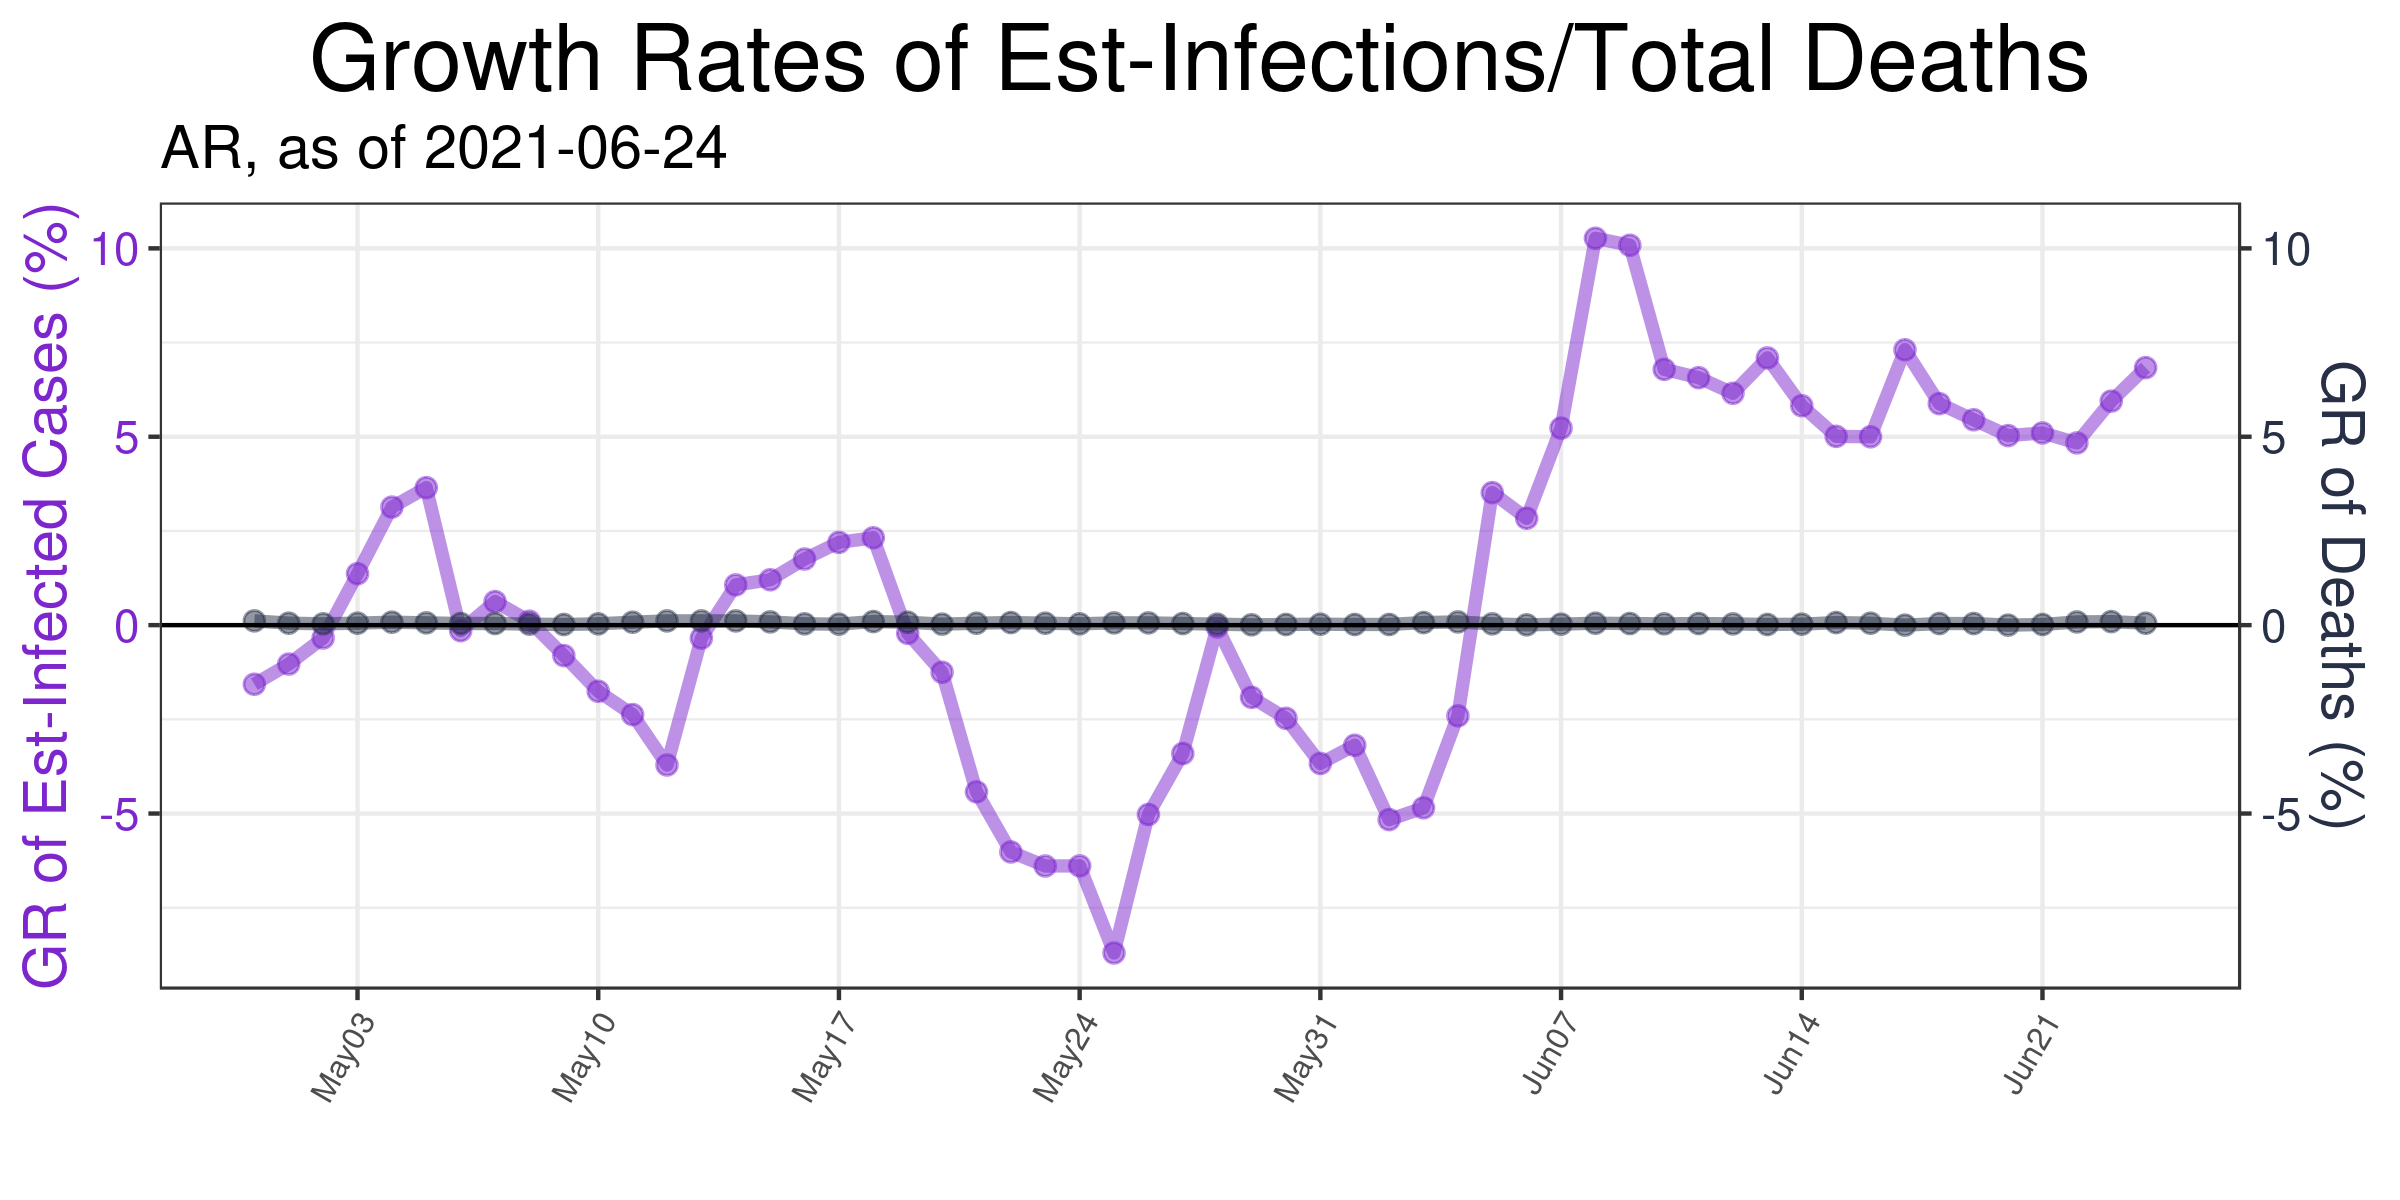 Growth Rates of Est-Infections/Total Deaths
AR, as of 2021-06-24
GR of Est-Infected Cases (%)
10
5
0
-5
10
5
0
-5
GR of Deaths (%)
May03
May10
May17
May24
May31
Jun07
Jun14
Jun21